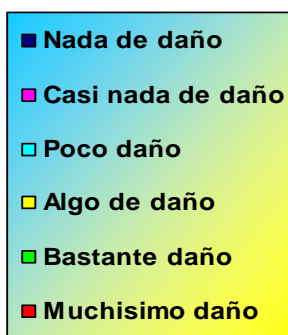 Nada de daño
Casi nada de daño
Poco daño
Algo de daño
Bastante daño
Muchisimo daño